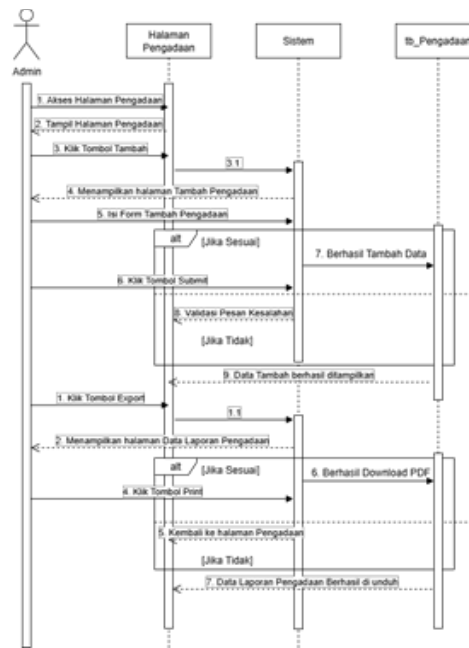 Halaman
Pengadaan
Sistem
tb_Pengadaan
Admin
1. Akses Halaman Pengadaan
2. Tampil Halaman Pengadaan
3. Klik Tombol Tambah
3.1
4. Menampilkan halaman Tambah Pengadaan
5. Isi Form Tambah Pengadaan
alt
[Jika Sesuai]
7. Berhasil Tambah Data
6. Klik Tombol Submit
8. Validasi Pesan Kesalahan
[Jika Tidak]
9. Data Tambah berhasil ditampilkan
1. Klik Tombol Export
1.1
2. Menampilkan halaman Data Laporan Pengadaan
alt
[Jika Sesuai]
6. Berhasil Download PDF
4. Klik Tombol Print
5. Kembali ke halaman Pengadaan
[Jika Tidak]
7. Data Laporan Pengadaan Berhasil di unduh